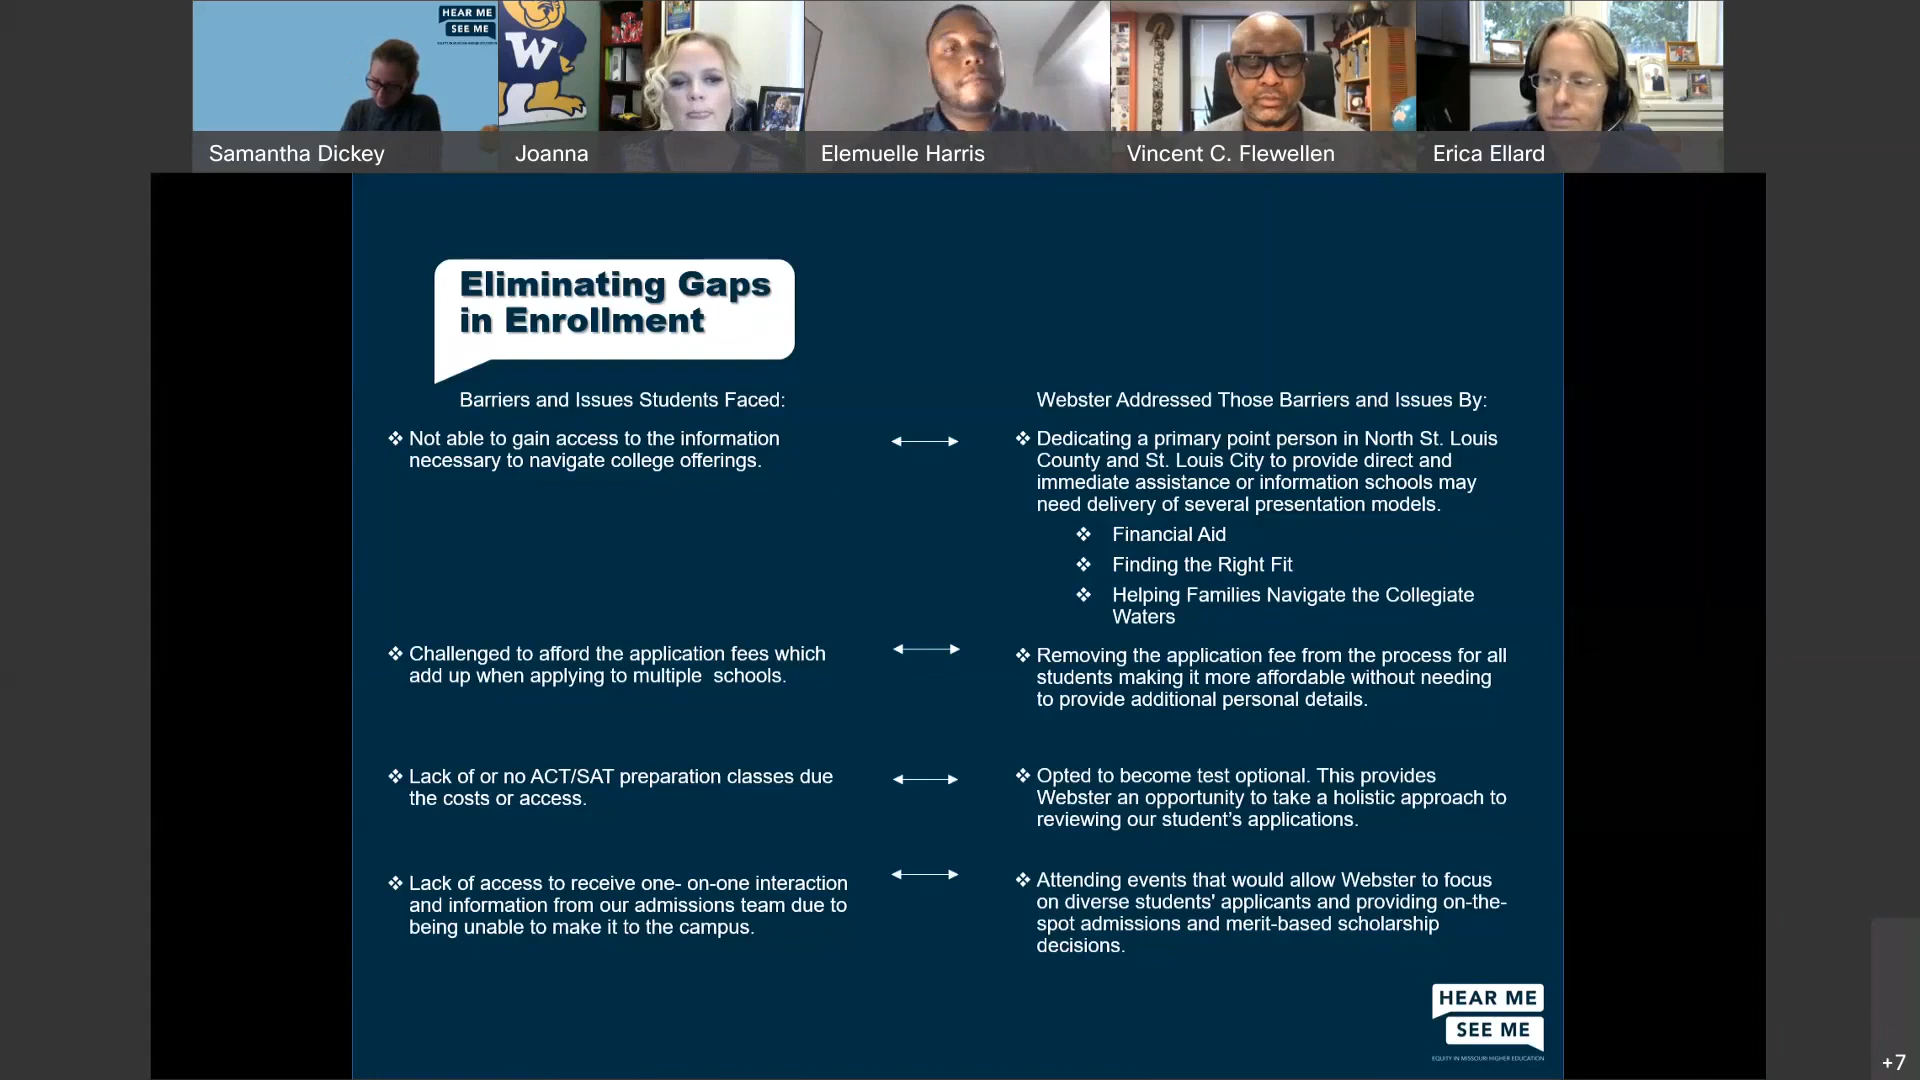 HEAR ME
SEE ME
W
Samantha Dickey
Joanna
Elemuelle Harris
Vincent C. Flewellen
Erica Ellard
Eliminating Gaps
in Enrollment
Barriers and Issues Students Faced:
❖ Not able to gain access to the information
necessary to navigate college offerings.
❖ Challenged to afford the application fees which
add up when applying to multiple  schools.
❖ Lack of or no ACT/SAT preparation classes due
the costs or access.
❖ Lack of access to receive one- on-one interaction
and information from our admissions team due to
being unable to make it to the campus.
Webster Addressed Those Barriers and Issues By:
❖ Dedicating a primary point person in North St. Louis
County and St. Louis City to provide direct and
immediate assistance or information schools may
need delivery of several presentation models.
❖ Financial Aid
❖ Finding the Right Fit
❖ Helping Families Navigate the Collegiate
Waters
❖ Removing the application fee from the process for all
students making it more affordable without needing
to provide additional personal details.
❖ Opted to become test optional. This provides
Webster an opportunity to take a holistic approach to
reviewing our student’s applications.
❖ Attending events that would allow Webster to focus
on diverse students' applicants and providing on-the-
spot admissions and merit-based scholarship
decisions.
HEAR ME
SEE ME
EQUITY IN MISSOURI HIGHER EDUCATION
+7